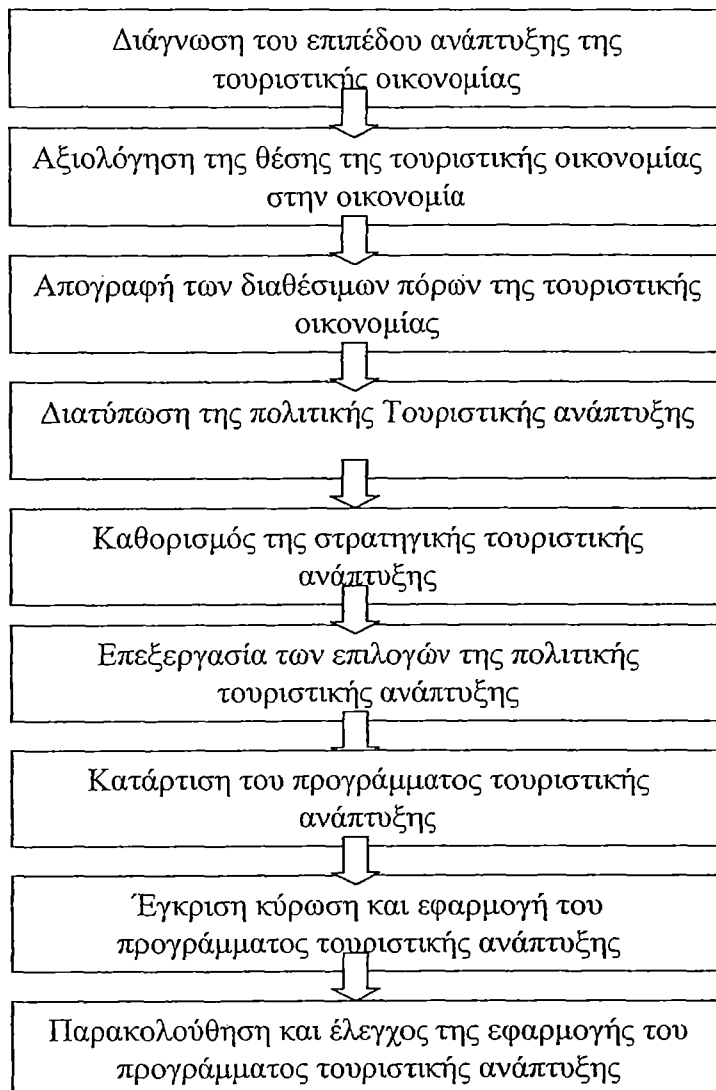 Διάγνωση του επιπέδου ανάπτυξης της
τουριστικής οικονομίας
Αξιολόγηση της θέσης της τουριστικής οικονομίας
στην οικονομία
Απογραφή των διαθέσιμων πόρων της τουριστικής
οικονομίας
Διατύπωση της πολιτικής Τουριστικής ανάπτυξης
Καθορισμός της στρατηγικής τουριστικής
ανάπτυξης
Επεξεργασία των επιλογών της πολιτικής
τουριστικής ανάπτυξης
Κατάρτιση του προγράμματος τουριστικής
ανάπτυξης
Έγκριση κύρωση και εφαρμογή του
προγράμματος τουριστικής ανάπτυξης
Παρακολούθηση και έλεγχος της εφαρμογής του
προγράμματος τουριστικής ανάπτυξης